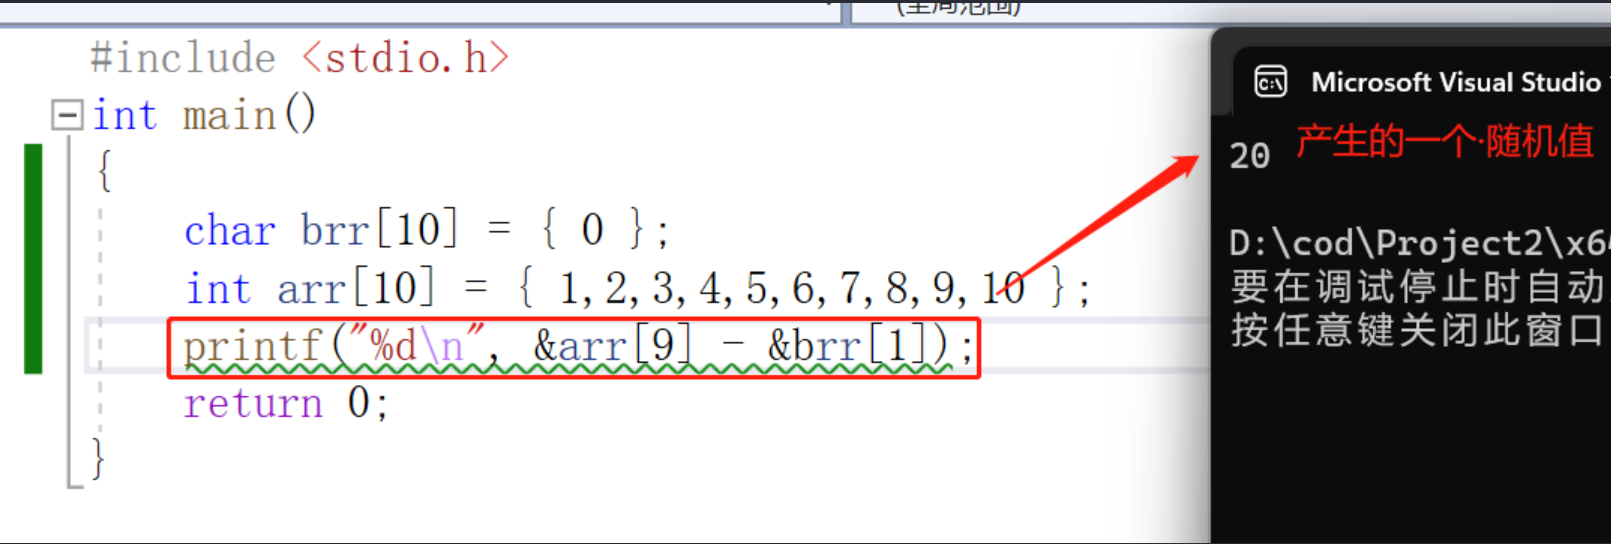 (全局范围)
#include <stdio.h>
int main()
{
char brr[10] = { 0 };
int arr[10] = { 1,2,3,4,5,6,7,8,9,10 };
printf("%d\n", &arr[9] - &brr[1]);
return 0;
}
Microsoft Visual Studio
20 产生的一个·随机值
D:\cod\Project2\x64
要在调试停止时自动
按任意键关闭此窗口